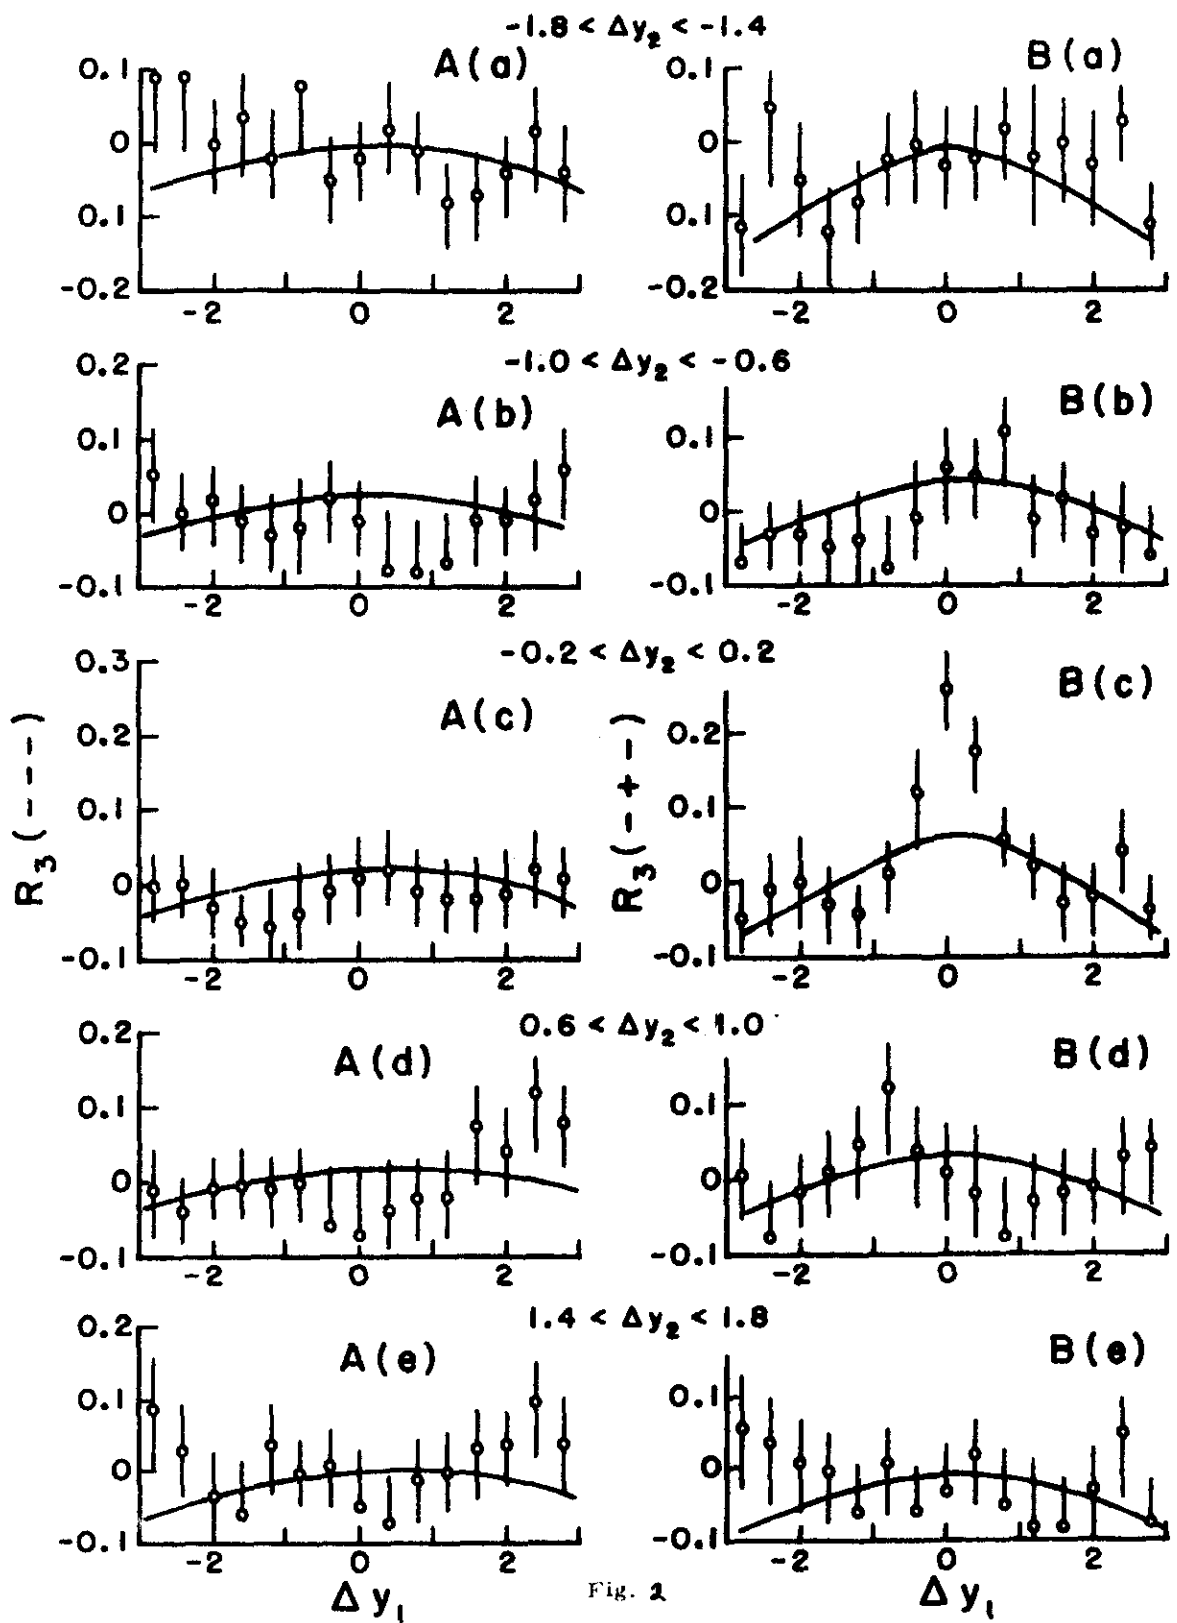 -1.8 < Δy₂ < -1.4
A(a) B(a)
0.1 0.1
0 0
0.1 0.1
-0.2 -0.2
-2 0 2 -2 0 2
-1.0 < Δy₂ < -0.6
0.2
A(b) B(b)
0.1 0.1
0 0
-0.1 -0.1
-2 0 2 -2 0 2
-0.2 < Δy₂ < 0.2
0.3
A(c) B(c)
0.2 0.2
0.1 0.1
0 0
-0.1 -0.1
-2 0 2 -2 0 2
R₃(---)
R₃(-+-)
0.6 < Δy₂ < 1.0
0.2
A(d) B(d)
0.1 0.1
0 0
-0.1 -0.1
-2 0 2 -2 0 2
1.4 < Δy₂ < 1.8
0.2
A(e) B(e)
0.1 0.1
0 0
-0.1 -0.1
-2 0 2 -2 0 2
Δy₁ Fig. 2 Δy₁